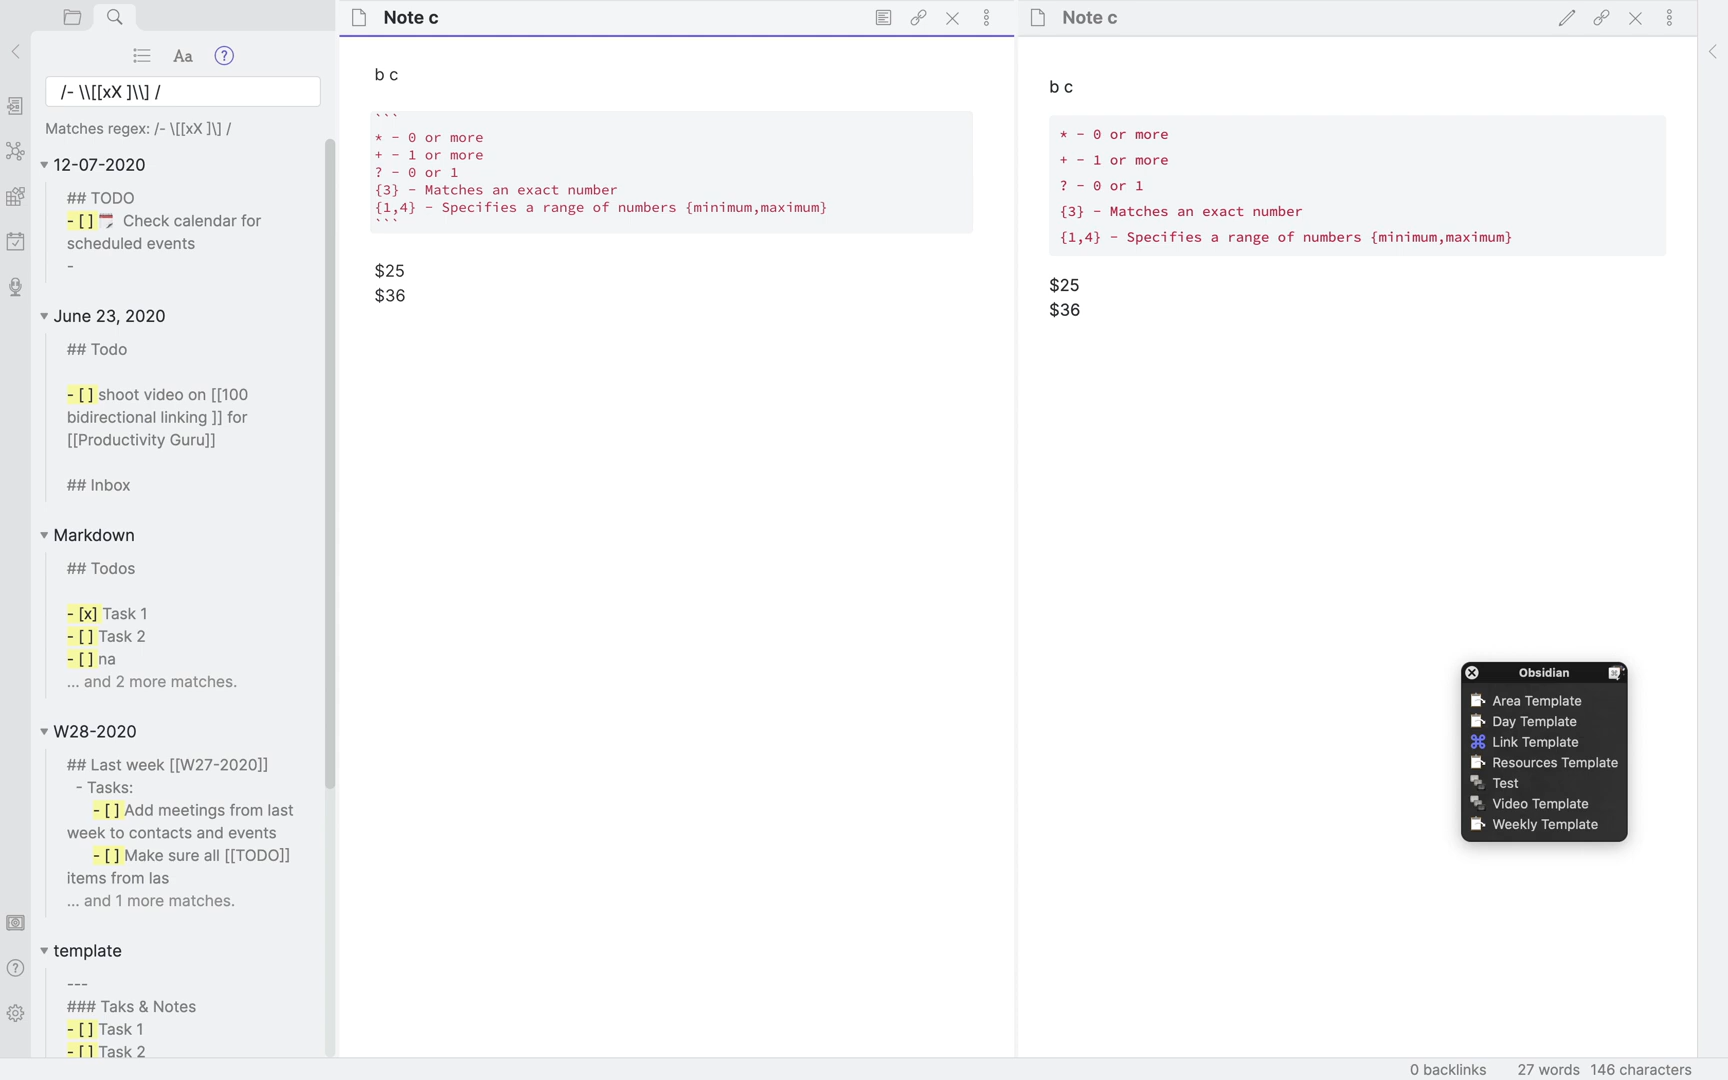 /- \\[[xX ]\\] /
Matches regex: /- \[[xX ]\] /
12-07-2020
## TODO
- [ ] Check calendar for
scheduled events
-
June 23, 2020
## Todo
- [ ] shoot video on [[100
bidirectional linking ]] for
[[Productivity Guru]]
## Inbox
Markdown
## Todos
- [x] Task 1
- [ ] Task 2
- [ ] na
... and 2 more matches.
W28-2020
## Last week [[W27-2020]]
- Tasks:
- [ ] Add meetings from last
week to contacts and events
- [ ] Make sure all [[TODO]]
items from las
... and 1 more matches.
template
---
### Taks & Notes
- [ ] Task 1
- [ ] Task 2
Aa
Note c
b c
```
* - 0 or more
+ - 1 or more
? - 0 or 1
{3} - Matches an exact number
{1,4} - Specifies a range of numbers {minimum,maximum}
```
$25
$36
Note c
b c
* - 0 or more
+ - 1 or more
? - 0 or 1
{3} - Matches an exact number
{1,4} - Specifies a range of numbers {minimum,maximum}
$25
$36
Obsidian
Area Template
Day Template
Link Template
Resources Template
Test
Video Template
Weekly Template
0 backlinks 27 words 146 characters